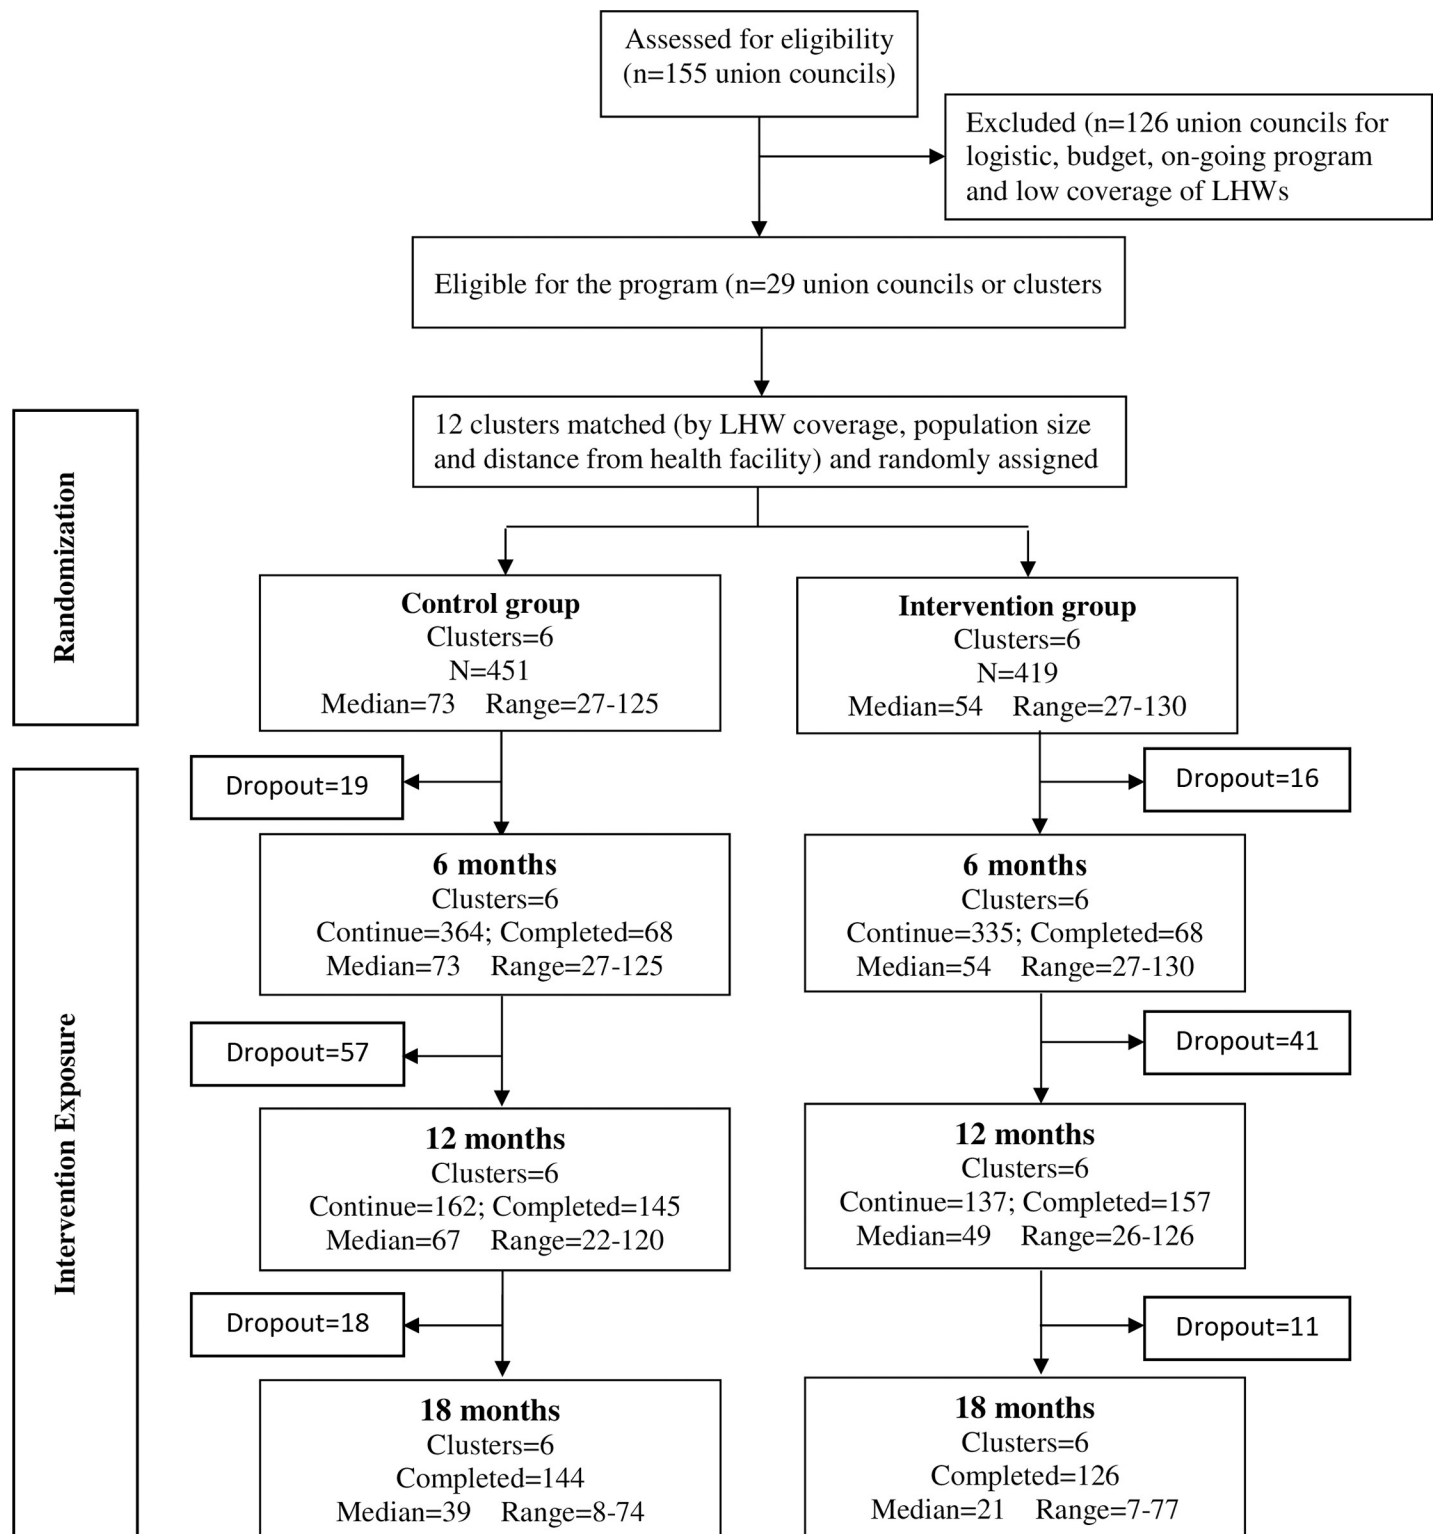 Assessed for eligibility
(n=155 union councils)
Excluded (n=126 union councils for
logistic, budget, on-going program
and low coverage of LHWs
Eligible for the program (n=29 union councils or clusters
12 clusters matched (by LHW coverage, population size
and distance from health facility) and randomly assigned
Randomization
Control group
Clusters=6
N=451
Median=73 Range=27-125
Intervention group
Clusters=6
N=419
Median=54 Range=27-130
Intervention Exposure
Dropout=19
Dropout=16
6 months
Clusters=6
Continue=364; Completed=68
Median=73 Range=27-125
6 months
Clusters=6
Continue=335; Completed=68
Median=54 Range=27-130
Dropout=57
Dropout=41
12 months
Clusters=6
Continue=162; Completed=145
Median=67 Range=22-120
12 months
Clusters=6
Continue=137; Completed=157
Median=49 Range=26-126
Dropout=18
Dropout=11
18 months
Clusters=6
Completed=144
Median=39 Range=8-74
18 months
Clusters=6
Completed=126
Median=21 Range=7-77